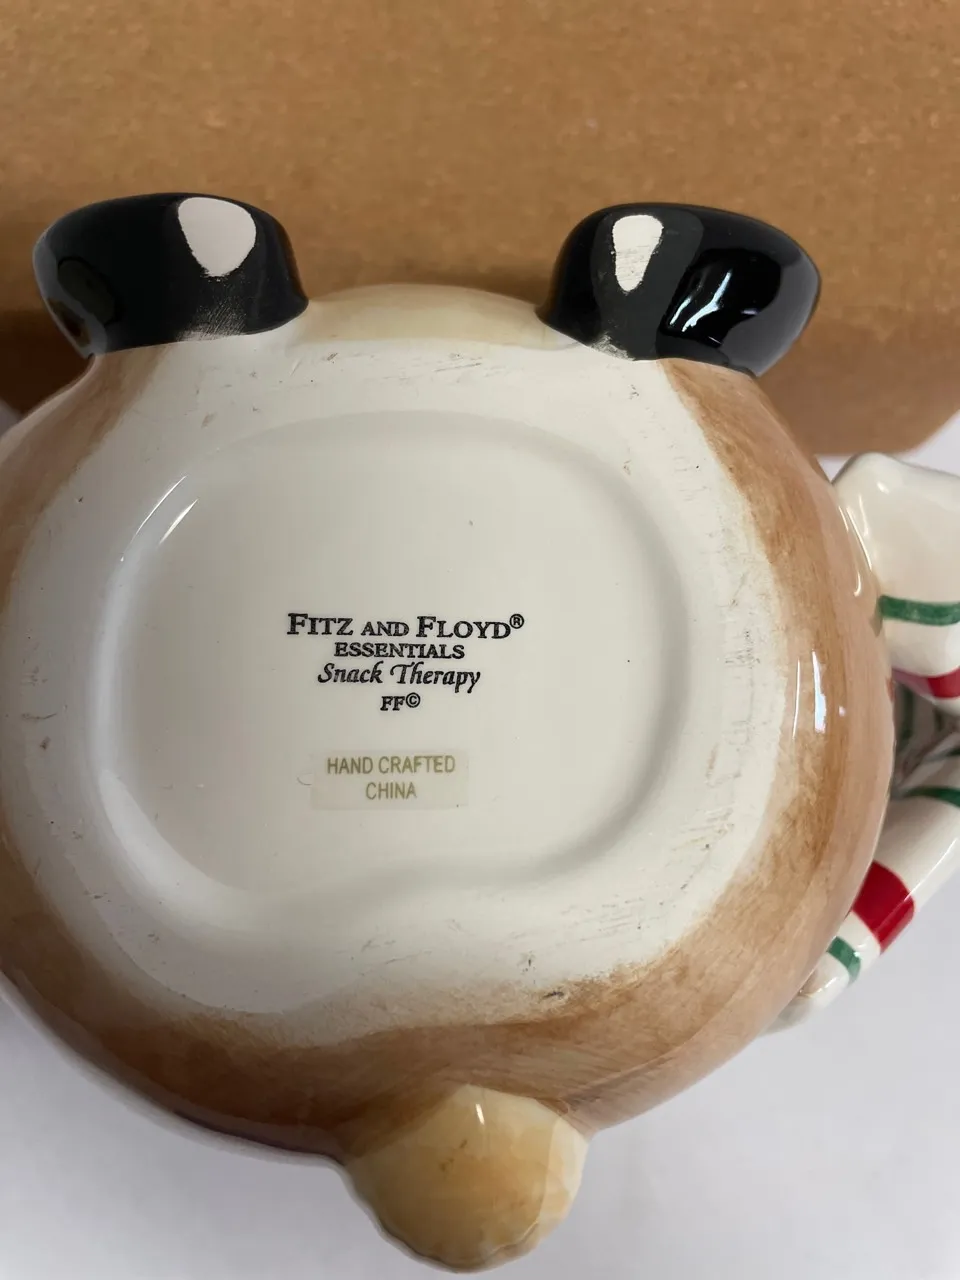 FITZ AND FLOYD®
ESSENTIALS
Snack Therapy
FF©
HAND CRAFTED
CHINA